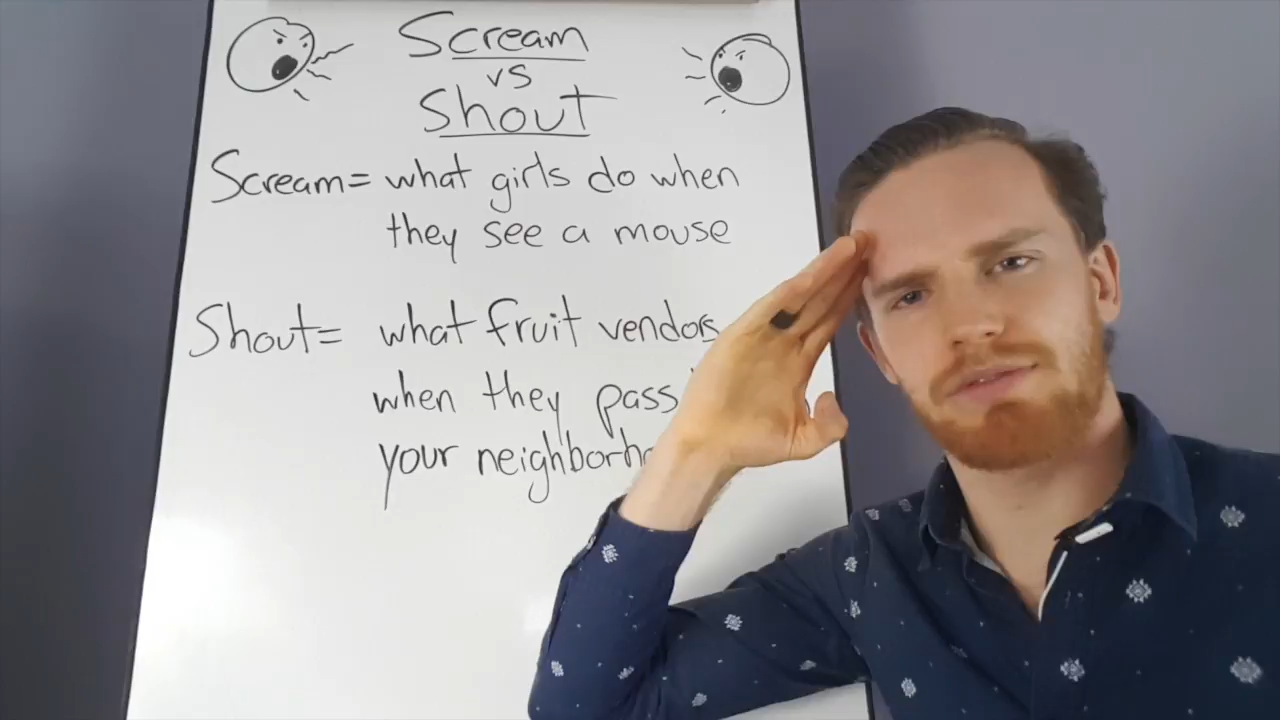 Scream
vs
Shout
Scream= what girls do when
they see a mouse
Shout= what fruit vendors
when they pass
your